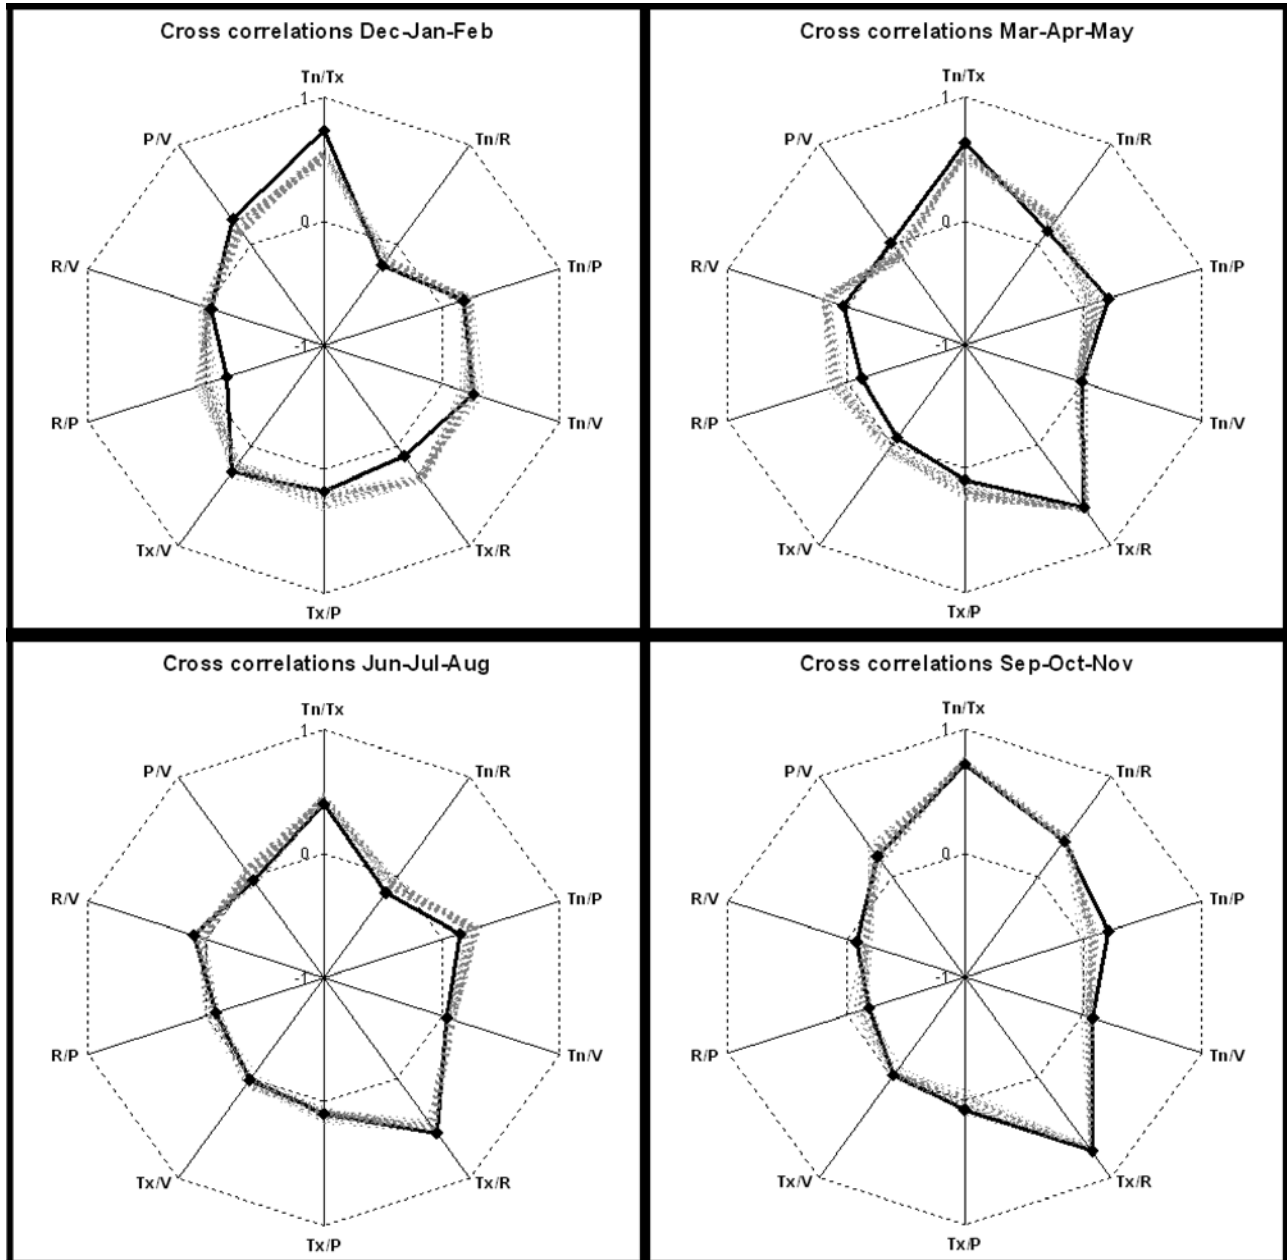 Cross correlations Dec-Jan-Feb
Tn/Tx
1
P/V
Tn/R
0
R/V
Tn/P
-1
R/P
Tn/V
Tx/V
Tx/R
Tx/P
Cross correlations Mar-Apr-May
Tn/Tx
1
P/V
Tn/R
0
R/V
Tn/P
-1
R/P
Tn/V
Tx/V
Tx/R
Tx/P
Cross correlations Jun-Jul-Aug
Tn/Tx
1
P/V
Tn/R
0
R/V
Tn/P
-1
R/P
Tn/V
Tx/V
Tx/R
Tx/P
Cross correlations Sep-Oct-Nov
Tn/Tx
1
P/V
Tn/R
0
R/V
Tn/P
-1
R/P
Tn/V
Tx/V
Tx/R
Tx/P